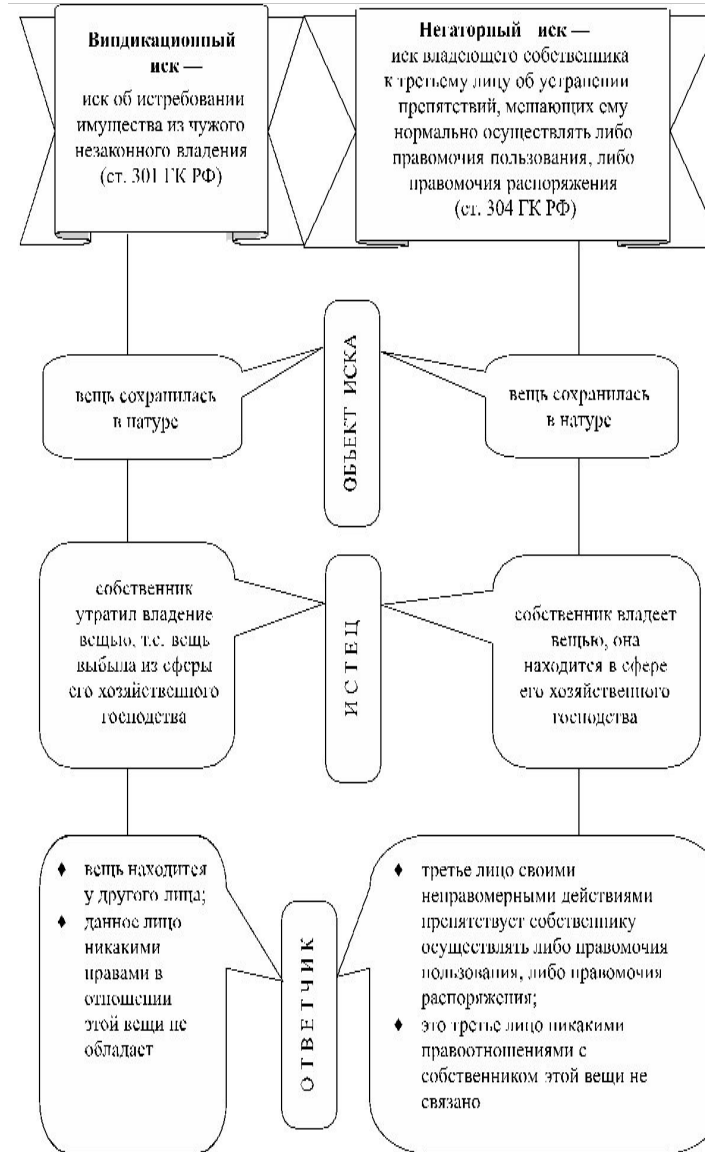 Виндикационный
иск —
иск об истребовании
имущества из чужого
незаконного владения
(ст. 301 ГК РФ)
Негаторный иск —
иск владеющего собственника
к третьему лицу об устранении
препятствий, мешающих ему
нормально осуществлять либо
правомочия пользования, либо
правомочия распоряжения
(ст. 304 ГК РФ)
ОБЪЕКТ ИСКА
вещь сохранилась
в натуре
вещь сохранилась
в натуре
ИСТЕЦ
собственник
утратил владение
вещью, т.е. вещь
выбыла из сферы
его хозяйственного
господства
собственник владеет
вещью, она
находится в сфере
его хозяйственного
господства
ОТВЕТЧИК
♦ вещь находится
у другого лица;
♦ данное лицо
никакими
правами в
отношении
этой вещи не
обладает
♦ третье лицо своими
неправомерными действиями
препятствует собственнику
осуществлять либо правомочия
пользования, либо правомочия
распоряжения;
♦ это третье лицо никакими
правоотношениями с
собственником этой вещи не
связано